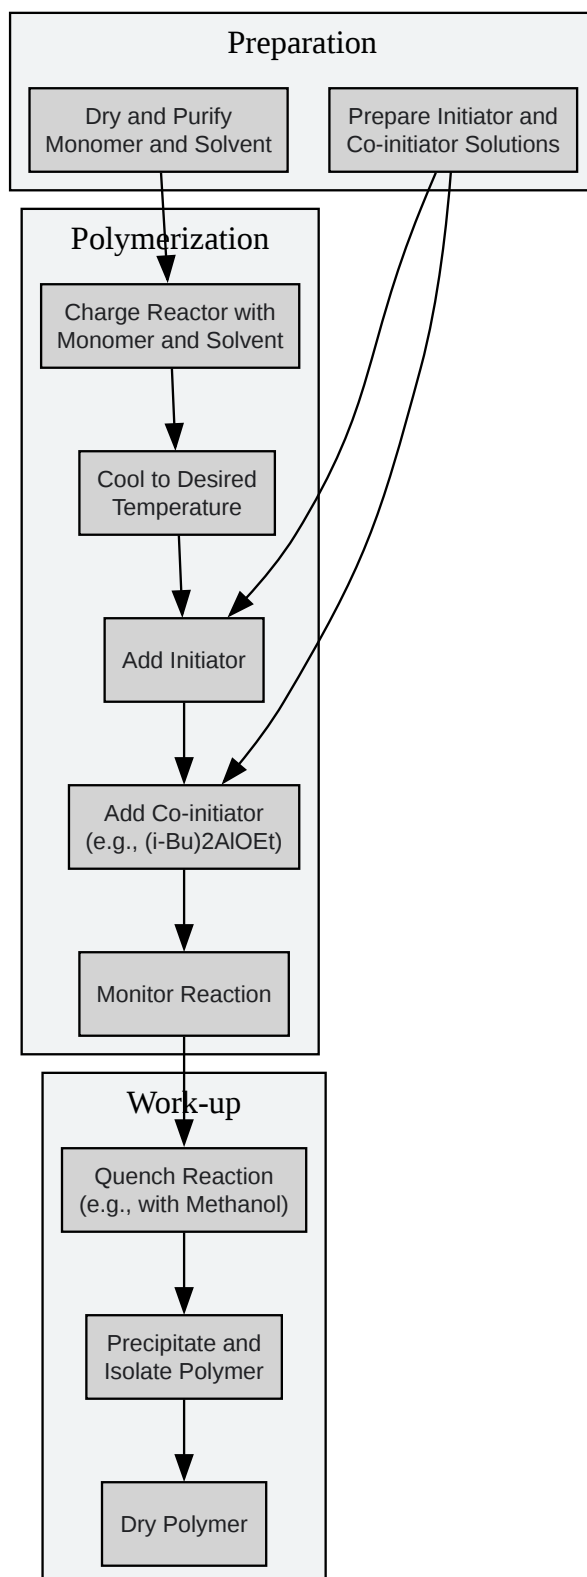 Preparation
Dry and Purify
Monomer and Solvent
Prepare Initiator and
Co-initiator Solutions
Polymerization
Charge Reactor with
Monomer and Solvent
Cool to Desired
Temperature
Add Initiator
Add Co-initiator
(e.g., (i-Bu)2AlOEt)
Monitor Reaction
Work-up
Quench Reaction
(e.g., with Methanol)
Precipitate and
Isolate Polymer
Dry Polymer